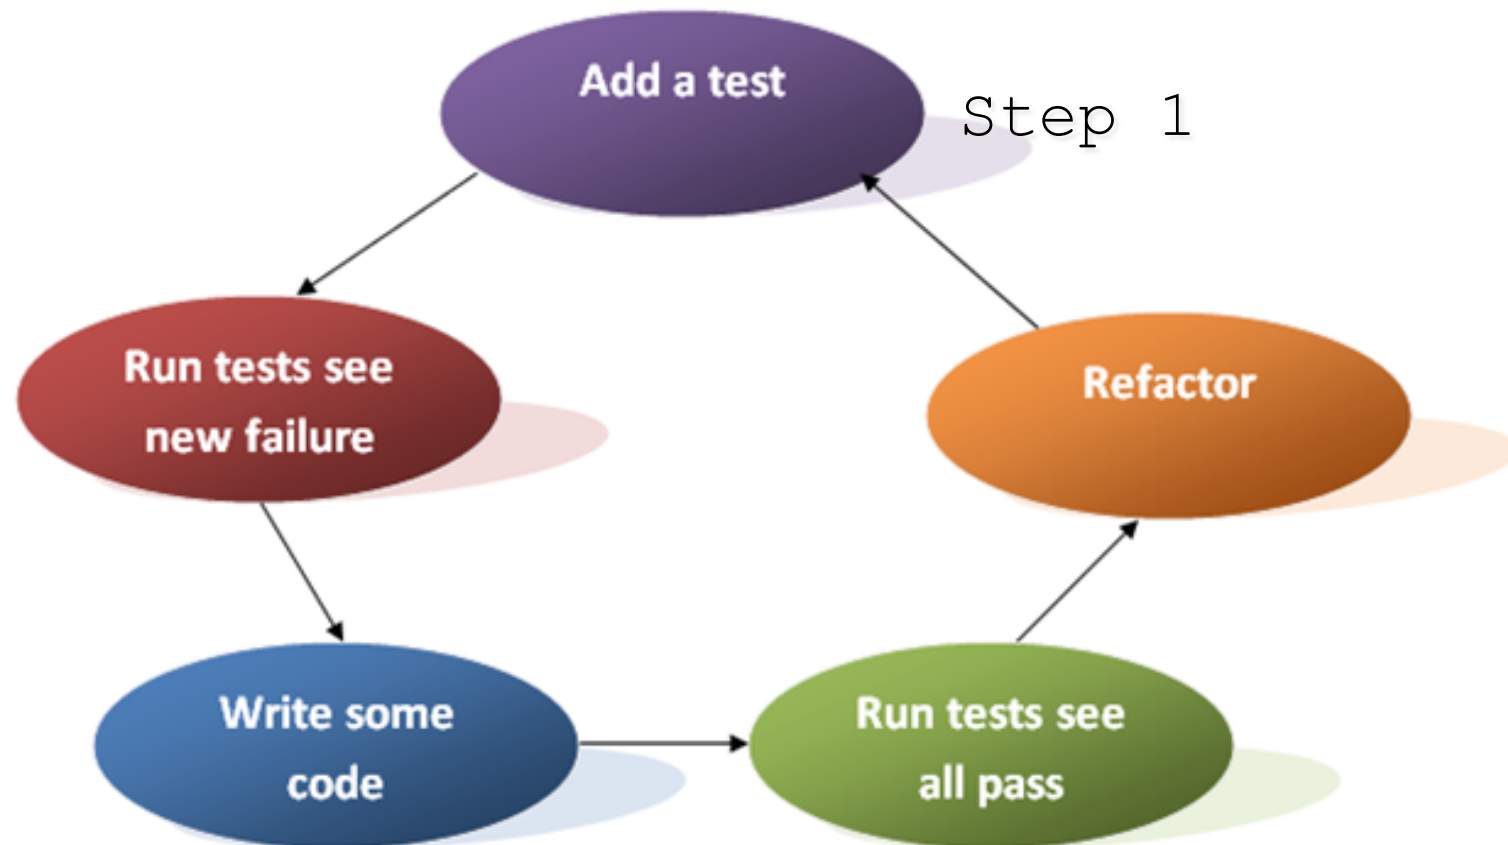 Add a test
Step 1
Run tests see
new failure
Refactor
Write some
code
Run tests see
all pass